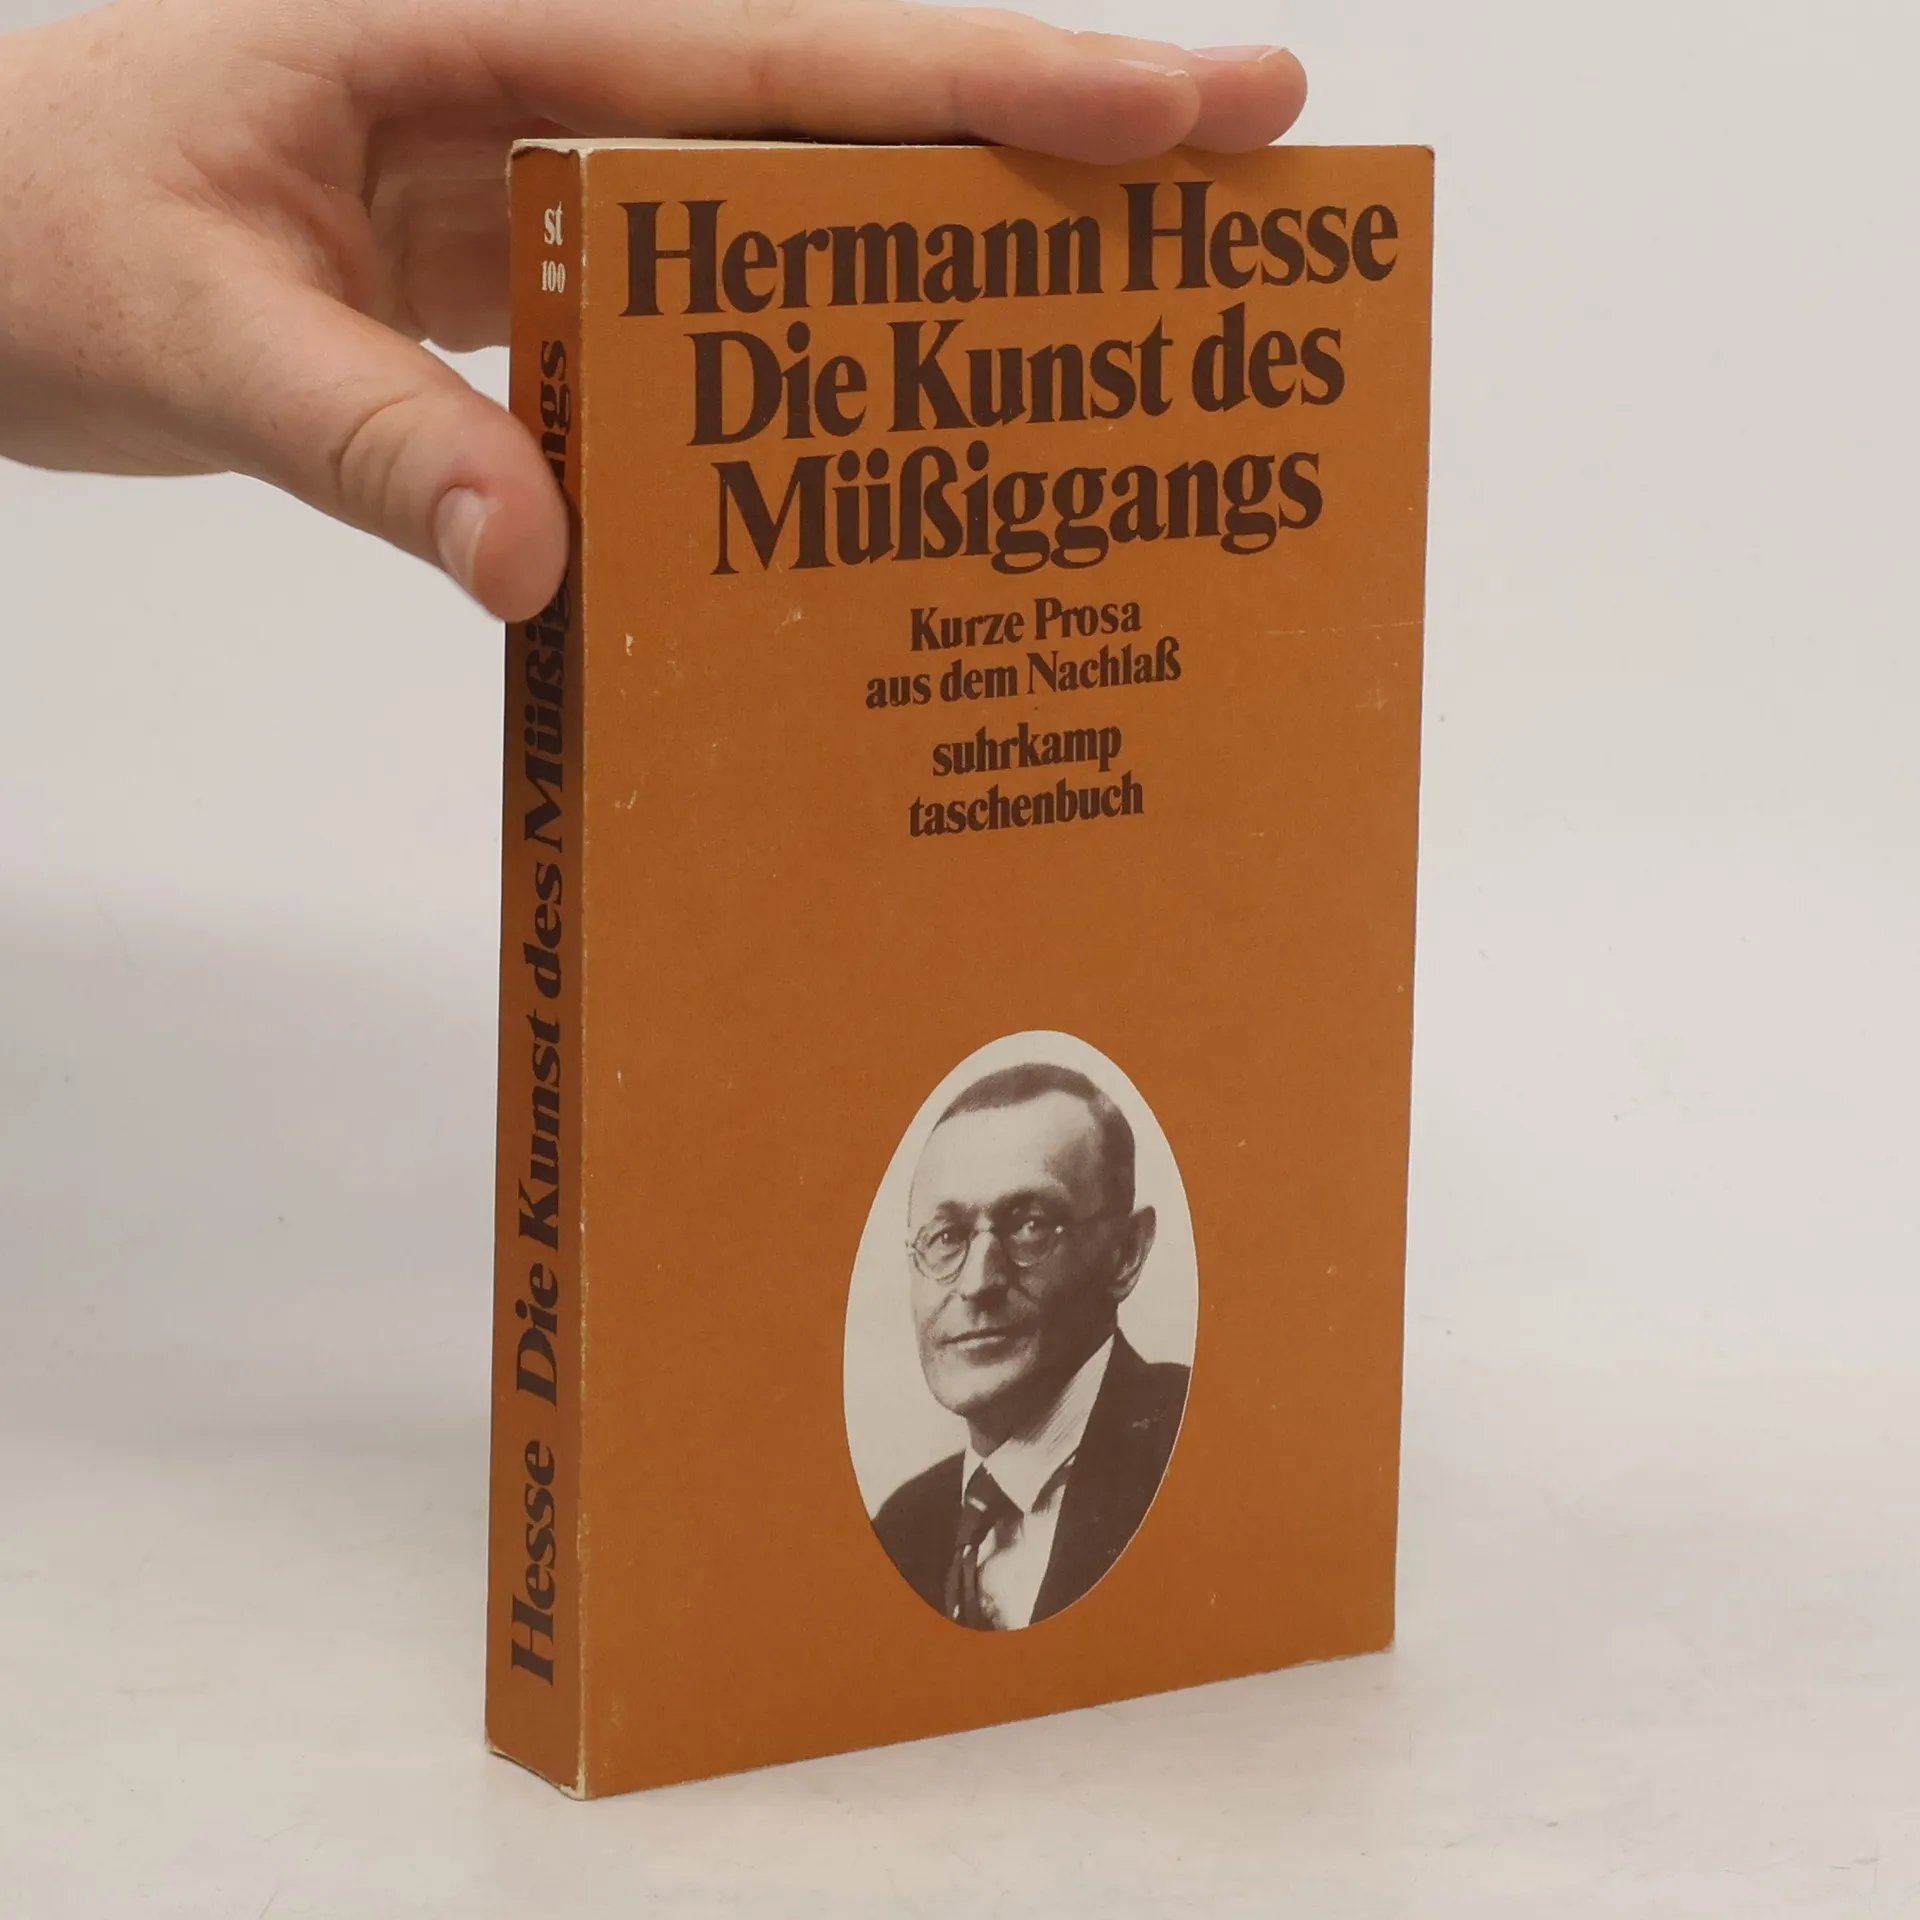 Hermann Hesse
Die Kunst des
Müßiggangs
Kurze Prosa
aus dem Nachlaß
suhrkamp
taschenbuch
st
100
Hesse Die Kunst des Müßiggangs